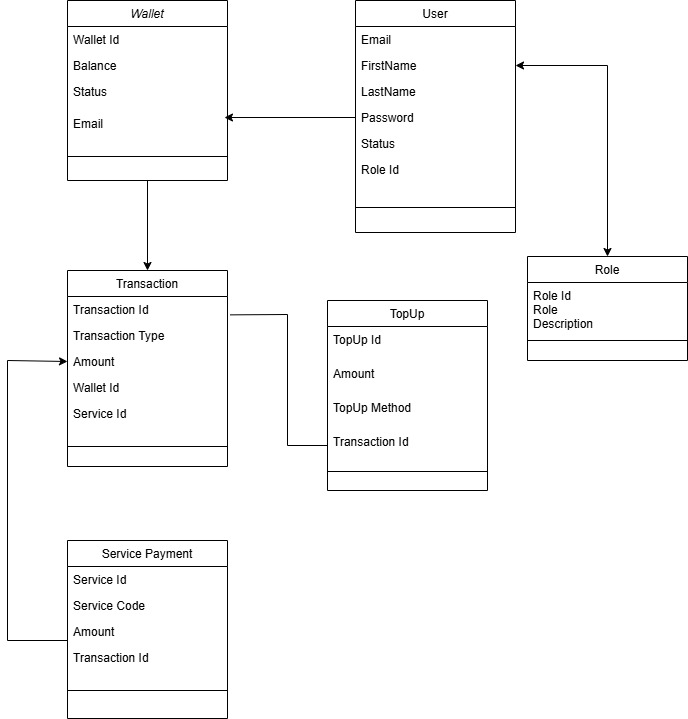 Wallet
Wallet Id
Balance
Status
Email
User
Email
FirstName
LastName
Password
Status
Role Id
Role
Role Id
Role
Description
Transaction
Transaction Id
Transaction Type
Amount
Wallet Id
Service Id
TopUp
TopUp Id
Amount
TopUp Method
Transaction Id
Service Payment
Service Id
Service Code
Amount
Transaction Id